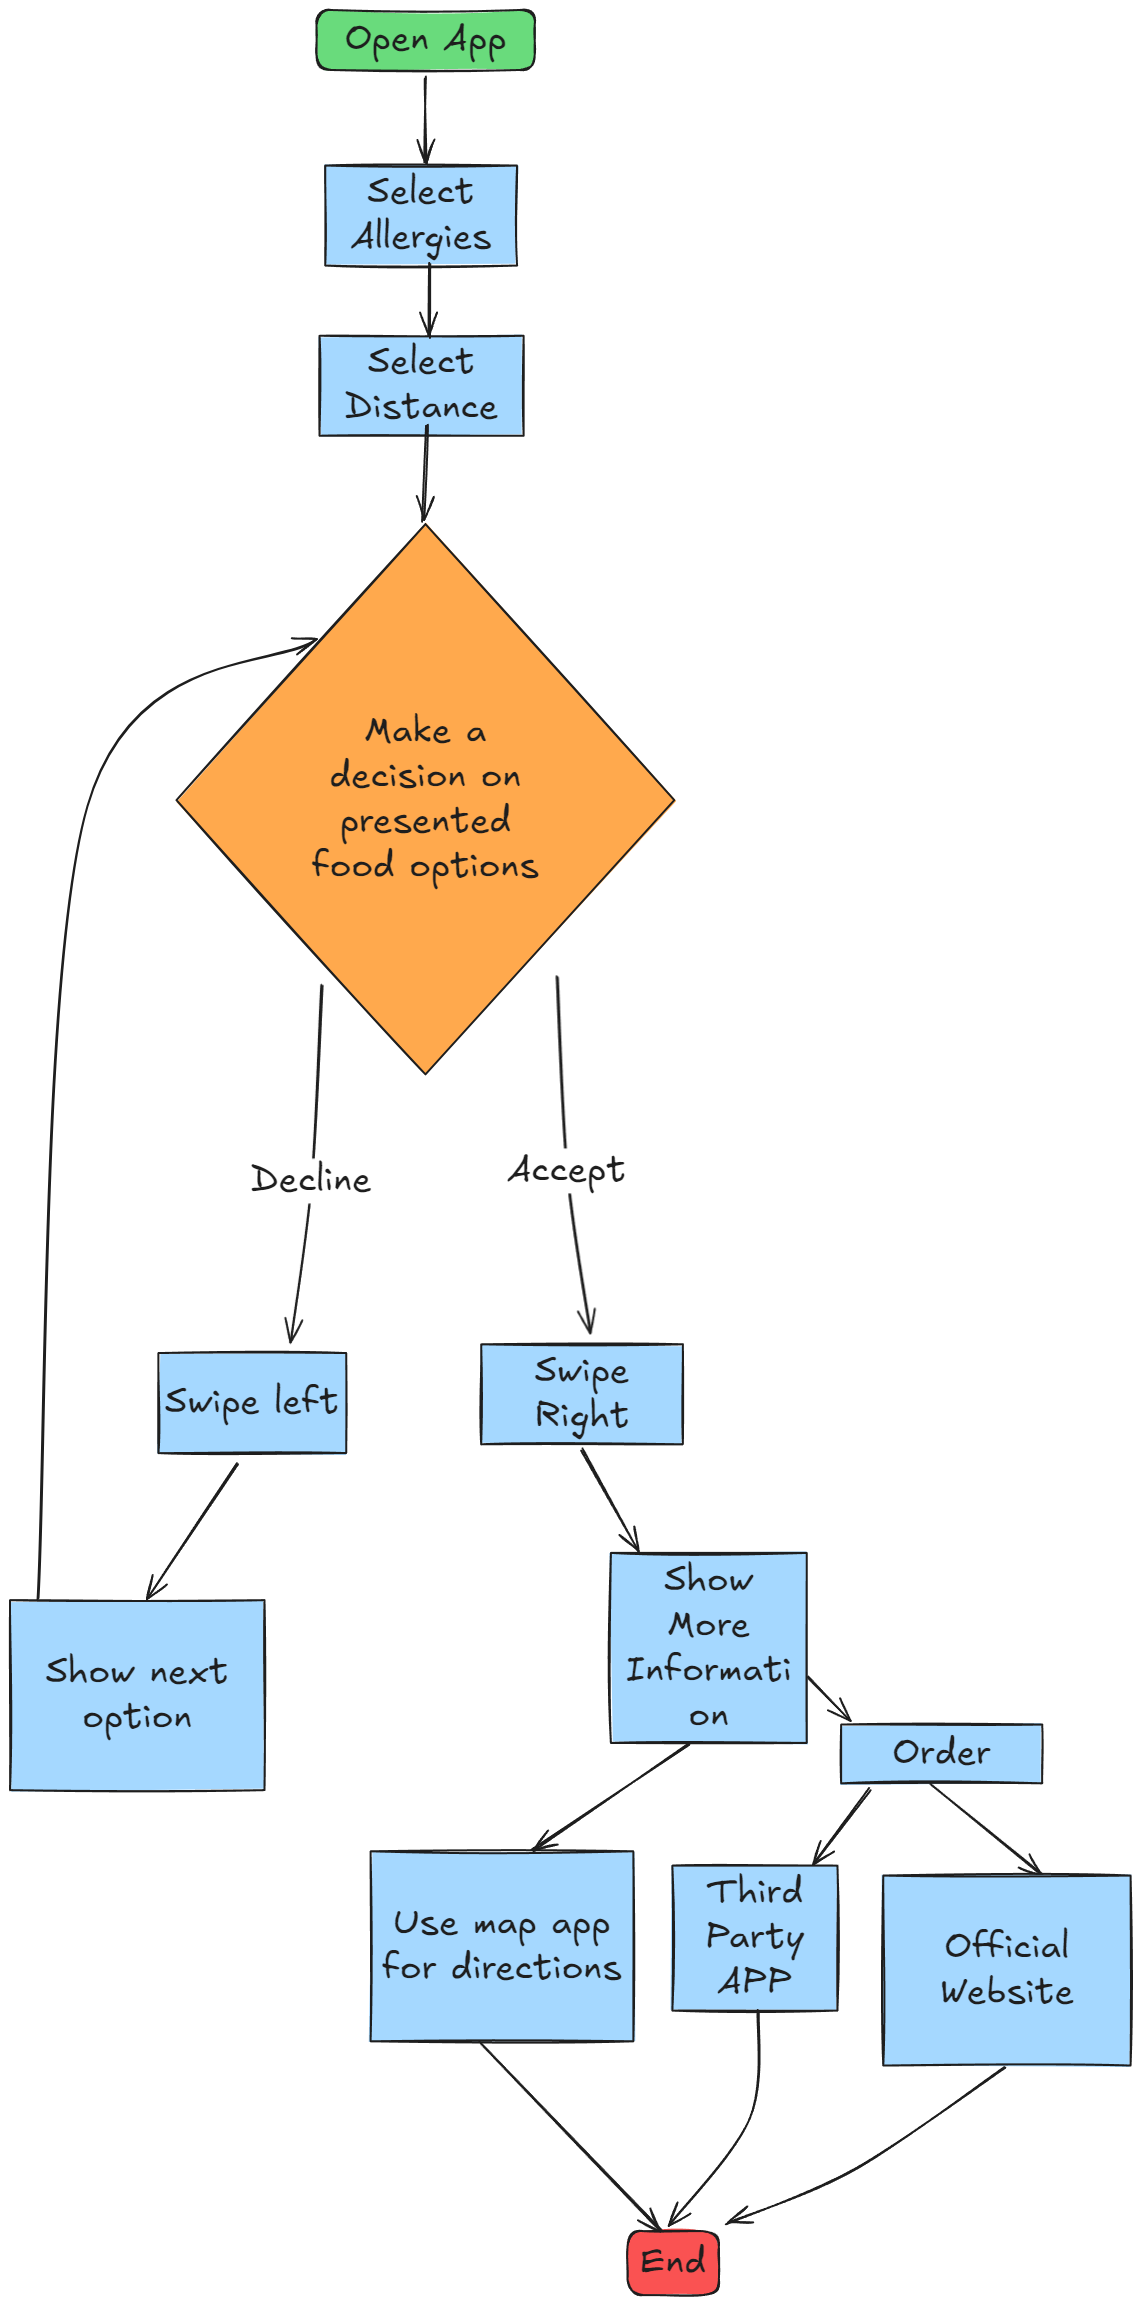 Open App
Select
Allergies
Select
Distance
Make a
decision on
presented
food options
Decline
Accept
Swipe left
Swipe
Right
Show next
option
Show
More
Informati
on
Order
Use map app
for directions
Third
Party
APP
Official
Website
End